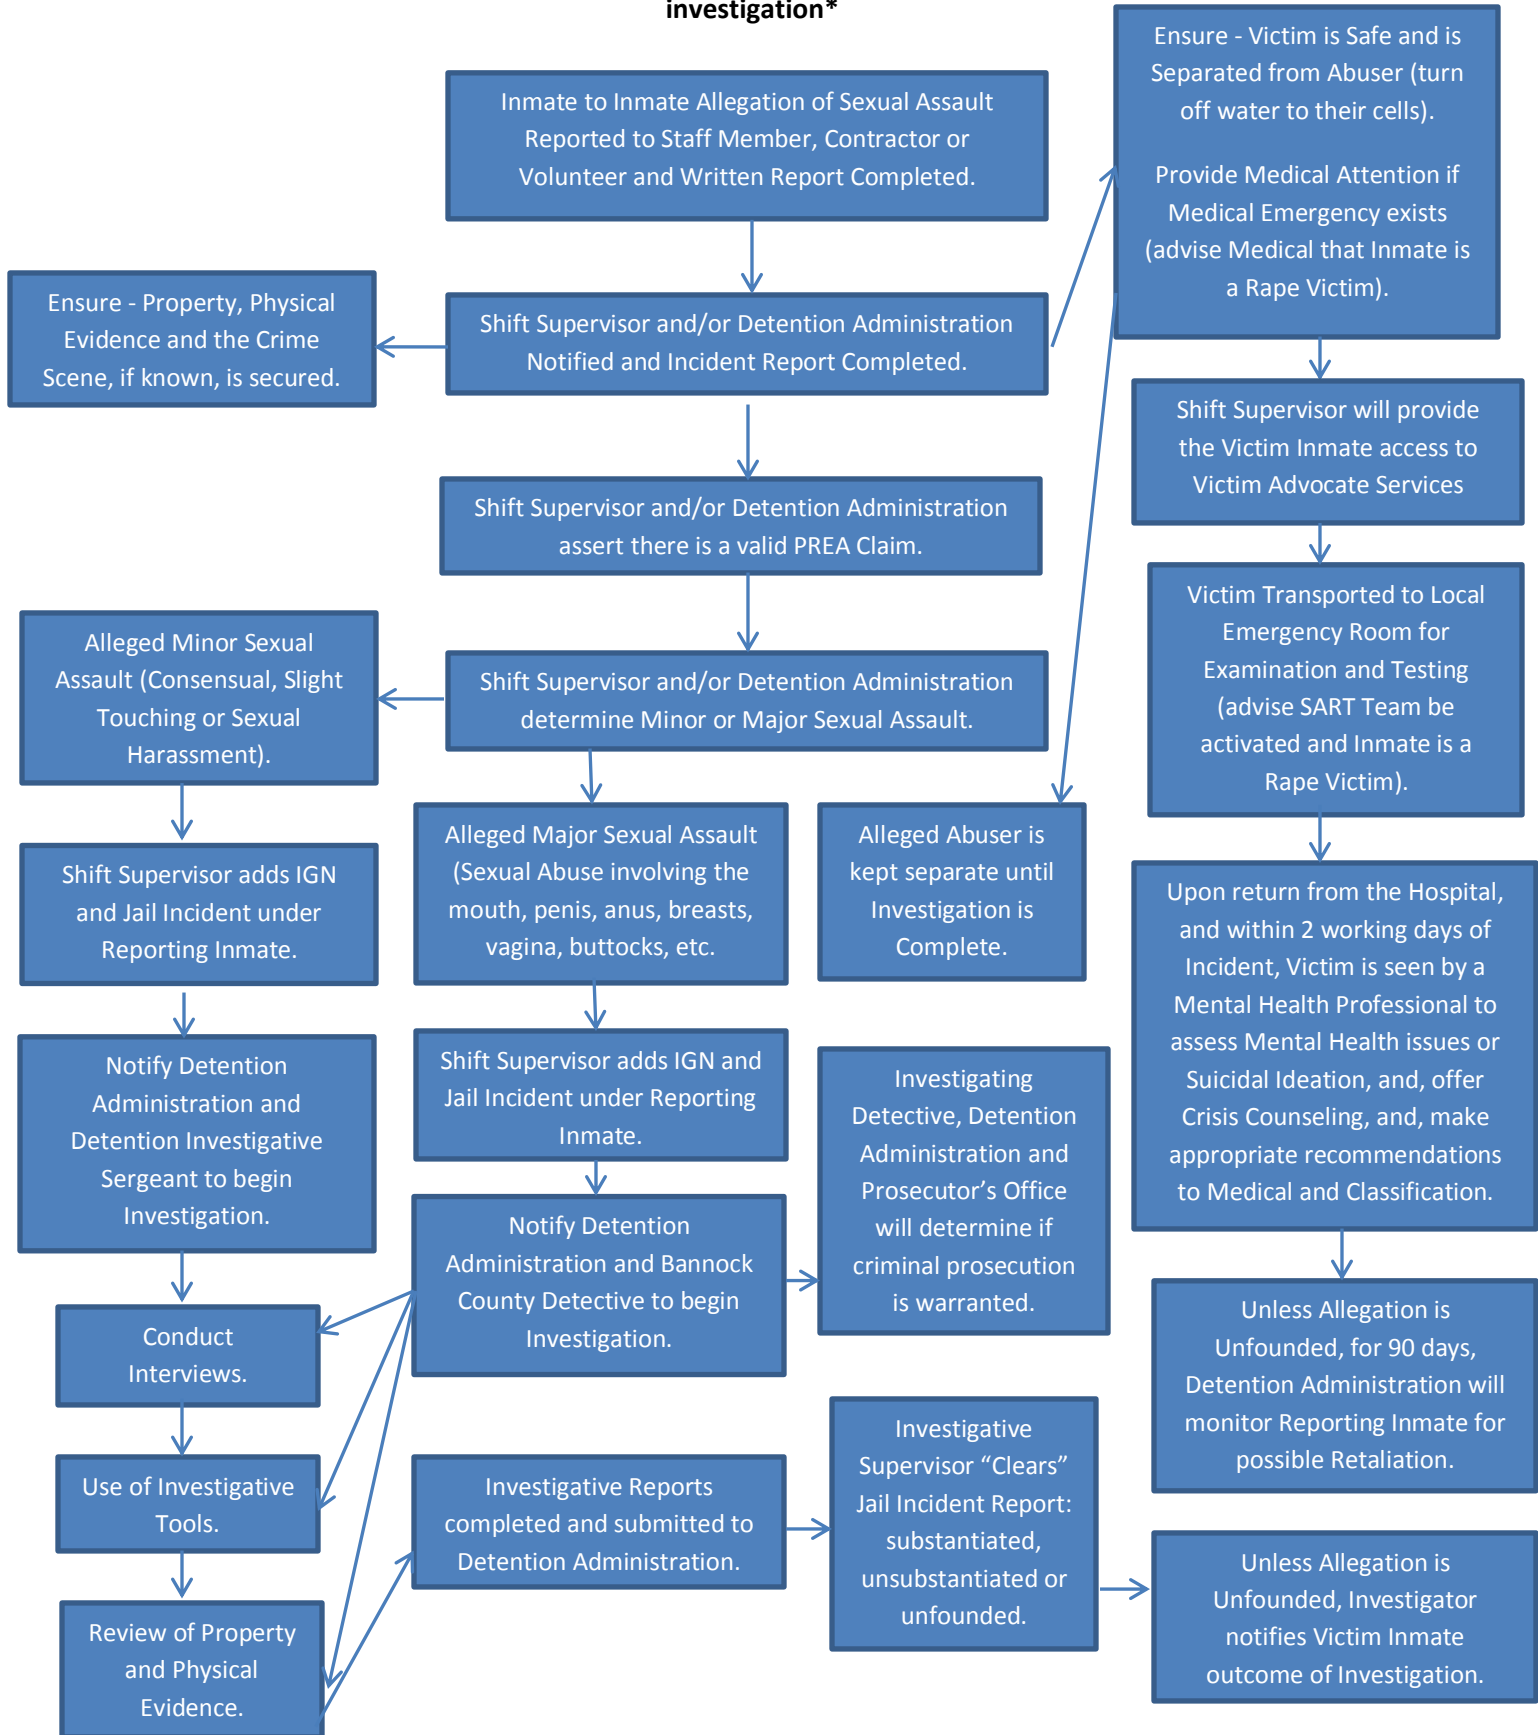 investigation*
Inmate to Inmate Allegation of Sexual Assault
Reported to Staff Member, Contractor or
Volunteer and Written Report Completed.
Ensure - Victim is Safe and is
Separated from Abuser (turn
off water to their cells).
Provide Medical Attention if
Medical Emergency exists
(advise Medical that Inmate is
a Rape Victim).
Ensure - Property, Physical
Evidence and the Crime
Scene, if known, is secured.
Shift Supervisor and/or Detention Administration
Notified and Incident Report Completed.
Shift Supervisor will provide
the Victim Inmate access to
Victim Advocate Services
Shift Supervisor and/or Detention Administration
assert there is a valid PREA Claim.
Victim Transported to Local
Emergency Room for
Examination and Testing
(advise SART Team be
activated and Inmate is a
Rape Victim).
Alleged Minor Sexual
Assault (Consensual, Slight
Touching or Sexual
Harassment).
Shift Supervisor and/or Detention Administration
determine Minor or Major Sexual Assault.
Shift Supervisor adds IGN
and Jail Incident under
Reporting Inmate.
Alleged Major Sexual Assault
(Sexual Abuse involving the
mouth, penis, anus, breasts,
vagina, buttocks, etc.
Alleged Abuser is
kept separate until
Investigation is
Complete.
Upon return from the Hospital,
and within 2 working days of
Incident, Victim is seen by a
Mental Health Professional to
assess Mental Health issues or
Suicidal Ideation, and, offer
Crisis Counseling, and, make
appropriate recommendations
to Medical and Classification.
Notify Detention
Administration and
Detention Investigative
Sergeant to begin
Investigation.
Shift Supervisor adds IGN and
Jail Incident under Reporting
Inmate.
Investigating
Detective, Detention
Administration and
Prosecutor's Office
will determine if
criminal prosecution
is warranted.
Notify Detention
Administration and Bannock
County Detective to begin
Investigation.
Conduct
Interviews.
Unless Allegation is
Unfounded, for 90 days,
Detention Administration will
monitor Reporting Inmate for
possible Retaliation.
Use of Investigative
Tools.
Investigative Reports
completed and submitted to
Detention Administration.
Investigative
Supervisor “Clears”
Jail Incident Report:
substantiated,
unsubstantiated or
unfounded.
Unless Allegation is
Unfounded, Investigator
notifies Victim Inmate
outcome of Investigation.
Review of Property
and Physical
Evidence.